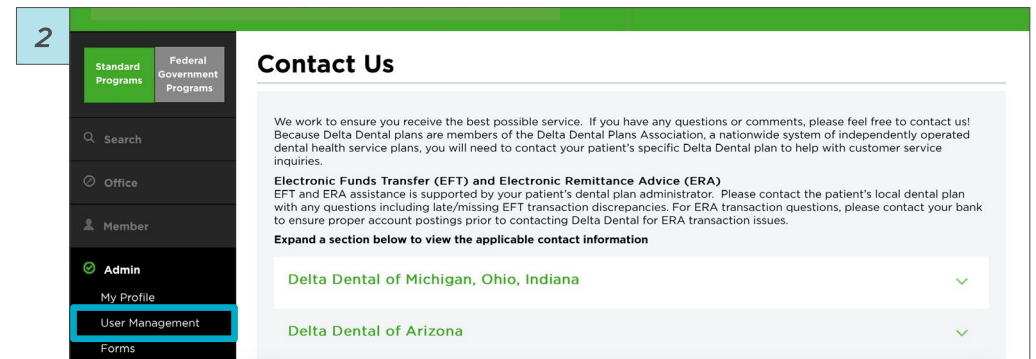 2
Standard
Programs
Federal
Government
Programs
Search
Office
Member
Admin
My Profile
User Management
Forms
Contact Us
We work to ensure you receive the best possible service. If you have any questions or comments, please feel free to contact us!
Because Delta Dental plans are members of the Delta Dental Plans Association, a nationwide system of independently operated
dental health service plans, you will need to contact your patient's specific Delta Dental plan to help with customer service
inquiries.
Electronic Funds Transfer (EFT) and Electronic Remittance Advice (ERA)
EFT and ERA assistance is supported by your patient's dental plan administrator. Please contact the patient's local dental plan
with any questions including late/missing EFT transaction discrepancies. For ERA transaction questions, please contact your bank
to ensure proper account postings prior to contacting Delta Dental for ERA transaction issues.
Expand a section below to view the applicable contact information
Delta Dental of Michigan, Ohio, Indiana
Delta Dental of Arizona